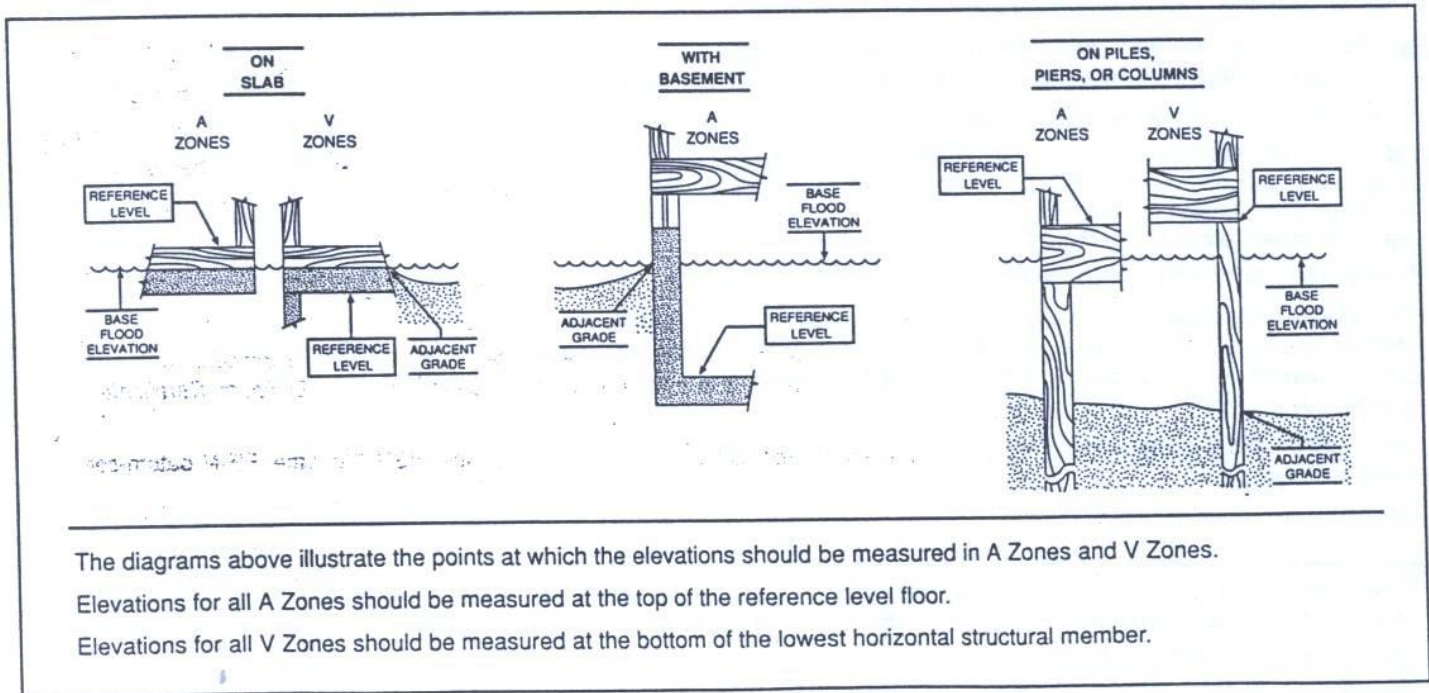 ON
SLAB
A
ZONES
V
ZONES
REFERENCE
LEVEL
BASE
FLOOD
ELEVATION
REFERENCE
LEVEL
ADJACENT
GRADE
WITH
BASEMENT
A
ZONES
BASE
FLOOD
ELEVATION
ADJACENT
GRADE
REFERENCE
LEVEL
ON PILES,
PIERS, OR COLUMNS
A
ZONES
V
ZONES
REFERENCE
LEVEL
REFERENCE
LEVEL
BASE
FLOOD
ELEVATION
ADJACENT
GRADE
The diagrams above illustrate the points at which the elevations should be measured in A Zones and V Zones.
Elevations for all A Zones should be measured at the top of the reference level floor.
Elevations for all V Zones should be measured at the bottom of the lowest horizontal structural member.